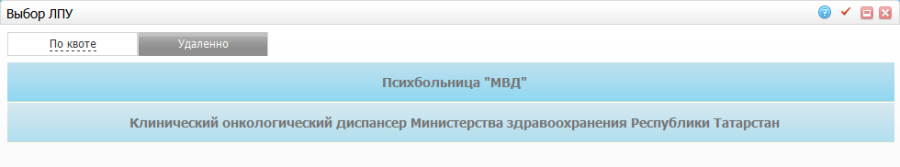 Выбор ЛПУ
По квоте
Удаленно
Психбольница "МВД"
Клинический онкологический диспансер Министерства здравоохранения Республики Татарстан